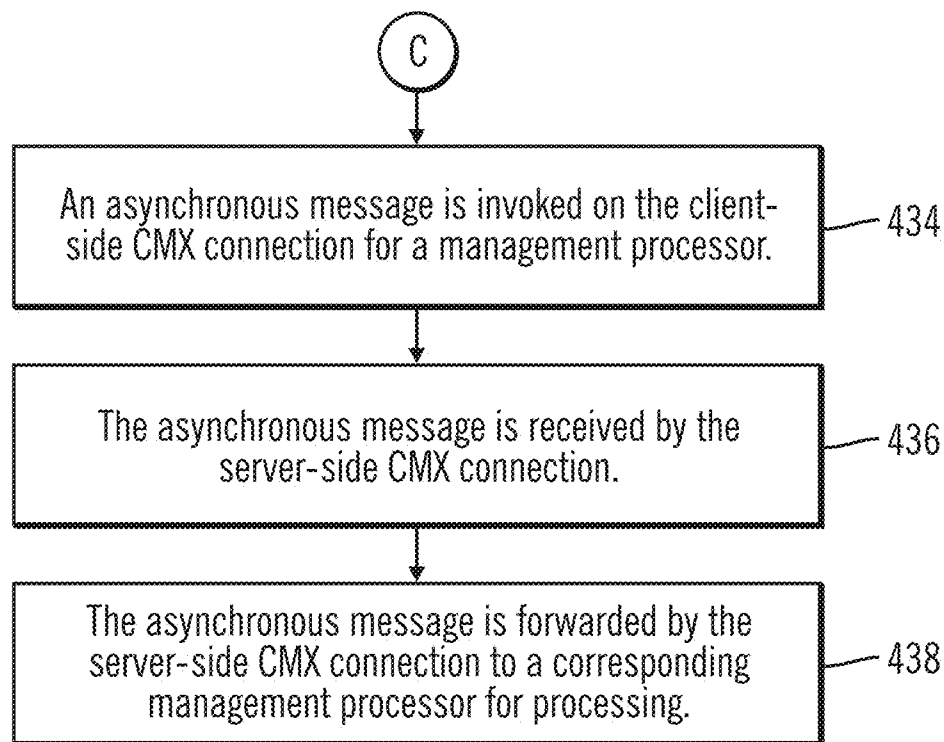 C
An asynchronous message is invoked on the client-
side CMX connection for a management processor.
434
The asynchronous message is received by the
server-side CMX connection.
436
The asynchronous message is forwarded by the
server-side CMX connection to a corresponding
management processor for processing.
438